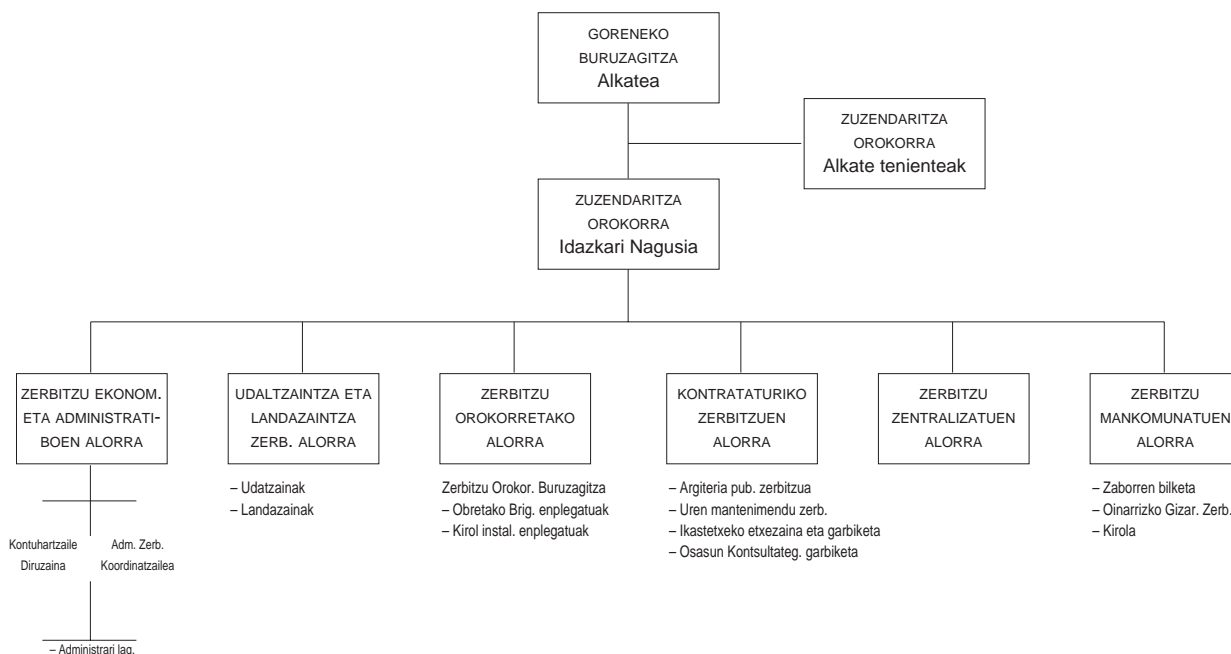 GORENEKO
BURUZAGITZA
Alkatea
ZUZENDARITZA
OROKORRA
Alkate tenienteak
ZUZENDARITZA
OROKORRA
Idazkari Nagusia
ZERBITZU EKONOM.
ETA ADMINISTRATI-
BOEN ALORRA
UDALTZAINTZA ETA
LANDAZAINTZA
ZERB. ALORRA
ZERBITZU
OROKORRETAKO
ALORRA
KONTRATATURIKO
ZERBITZUEN
ALORRA
ZERBITZU
ZENTRALIZATUEN
ALORRA
ZERBITZU
MANKOMUNATUEN
ALORRA
– Udatzainak
– Landazainak
Zerbitzu Orokor. Buruzagitza
– Obretako Brig. enplegatuak
– Kirol instal. enplegatuak
– Argiteria pub. zerbitzua
– Uren mantenimendu zerb.
– Ikastetxeko etxezaina eta garbiketa
– Osasun Kontsultateg. garbiketa
– Zaborren bilketa
– Oinarrizko Gizar. Zerb.
– Kirola
Kontuhartzaile
Diruzaina
Adm. Zerb.
Koordinatzailea
– Administrari lag.